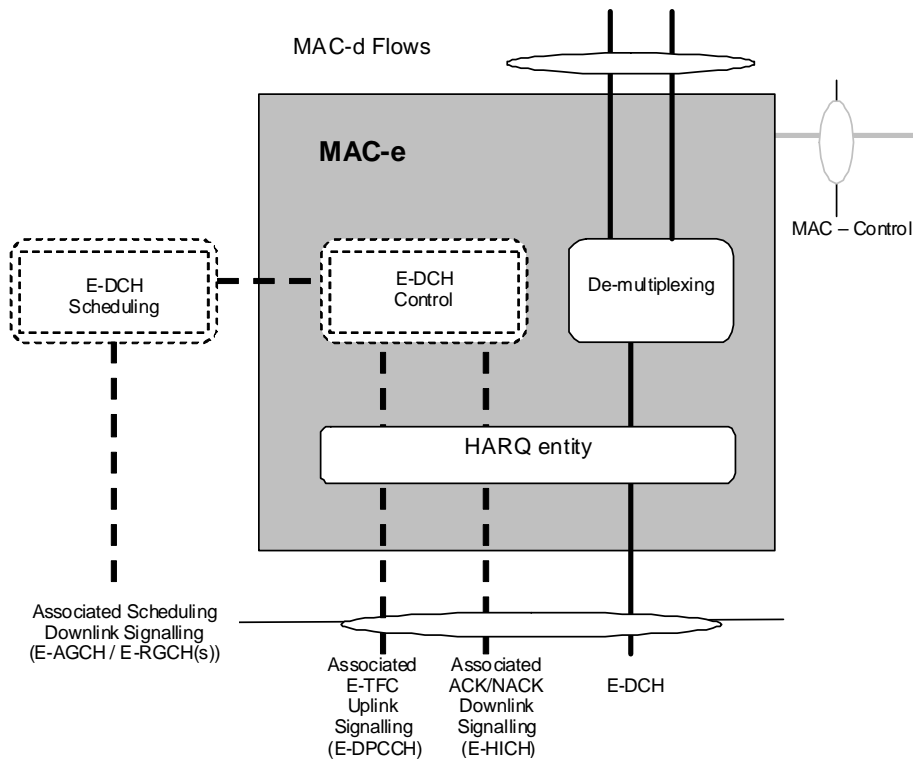 MAC-d Flows
MAC-e
MAC – Control
E-DCH
Scheduling
E-DCH
Control
De-multiplexing
HARQ entity
Associated Scheduling
Downlink Signalling
(E-AGCH / E-RGCH(s))
Associated
E-TFC
Uplink
Signalling
(E-DPCCH)
Associated
ACK/NACK
Downlink
Signalling
(E-HICH)
E-DCH